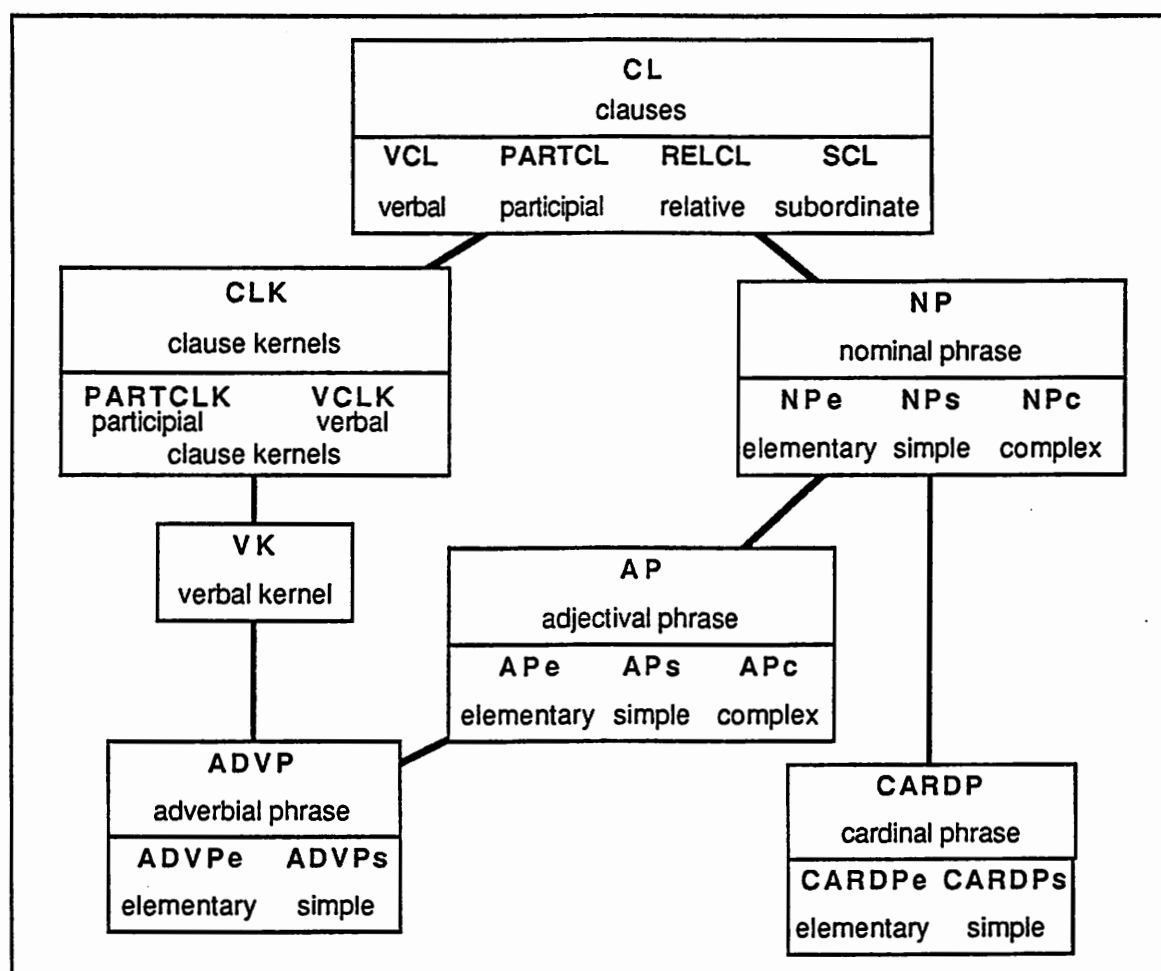 CL
clauses
VCL PARTCL RELCL SCL
verbal participial relative subordinate
CLK
clause kernels
PARTCLK VCLK
participial verbal
clause kernels
NP
nominal phrase
NPe NPs NPc
elementary simple complex
VK
verbal kernel
AP
adjectival phrase
APe APs APc
elementary simple complex
ADVP
adverbial phrase
ADVPe ADVPs
elementary simple
CARDP
cardinal phrase
CARDPe CARDPs
elementary simple